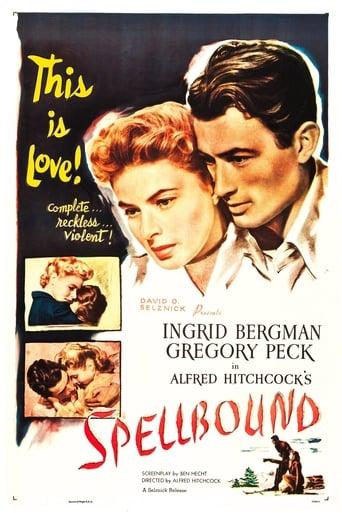 This
is
Love!
complete...
reckless...
violent!
DAVID O.
SELZNICK Presents
INGRID BERGMAN
GREGORY PECK
in
ALFRED HITCHCOCK'S
SPELLBOUND
SCREENPLAY BY BEN HECHT
DIRECTED BY ALFRED HITCHCOCK
A Selznick Release